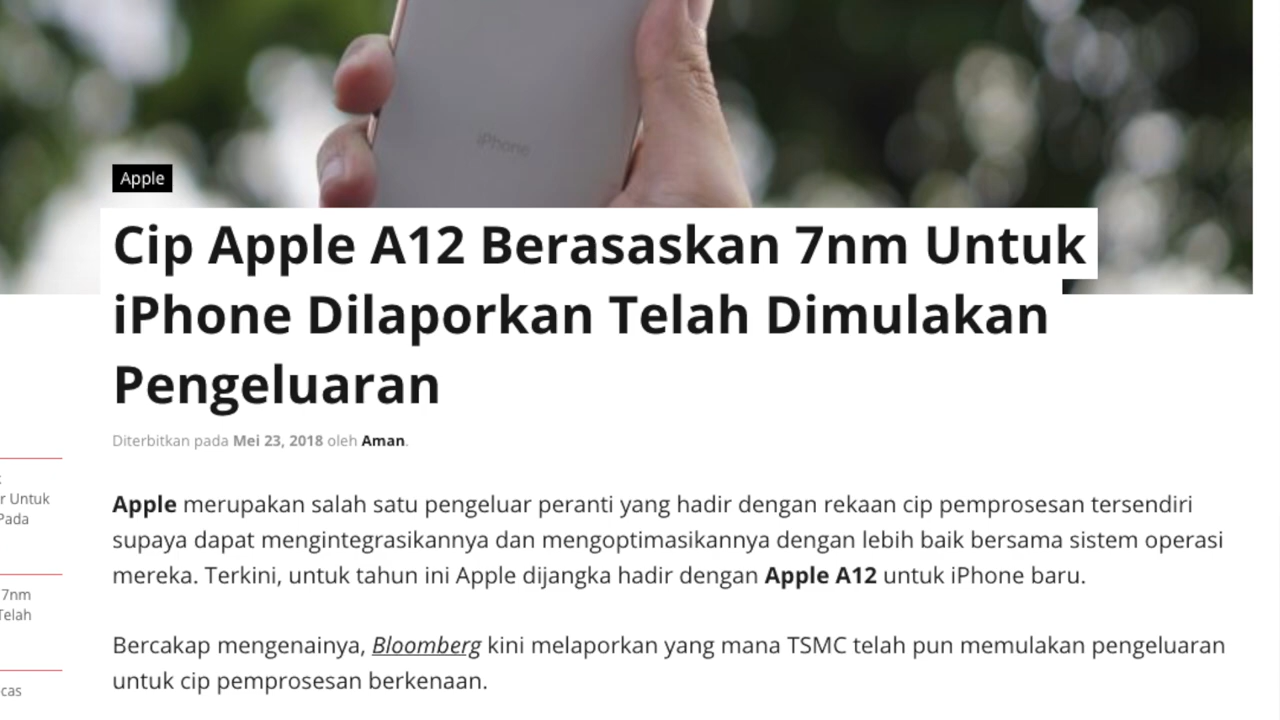 iPhone
Apple
Cip Apple A12 Berasaskan 7nm Untuk
iPhone Dilaporkan Telah Dimulakan
Pengeluaran
Diterbitkan pada Mei 23, 2018 oleh Aman.
r Untuk
Pada
7nm
Telah
cas
Apple merupakan salah satu pengeluar peranti yang hadir dengan rekaan cip pemprosesan tersendiri
supaya dapat mengintegrasikannya dan mengoptimasikannya dengan lebih baik bersama sistem operasi
mereka. Terkini, untuk tahun ini Apple dijangka hadir dengan Apple A12 untuk iPhone baru.
Bercakap mengenainya, Bloomberg kini melaporkan yang mana TSMC telah pun memulakan pengeluaran
untuk cip pemprosesan berkenaan.